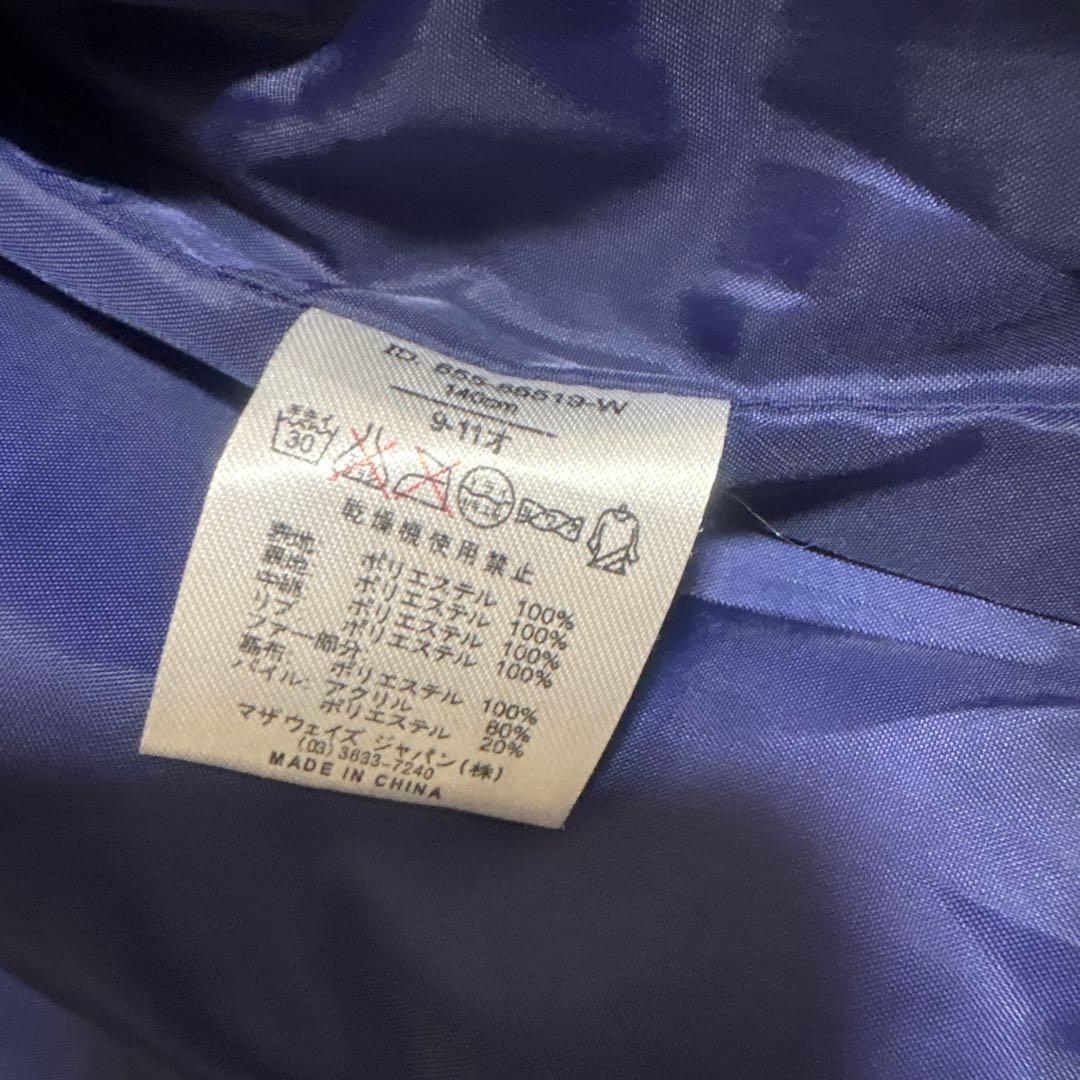 ID. 655-66519-W
140cm
9-11才
30
乾燥機使用禁止
表地 ポリエステル 100%
裏地 ポリエステル 100%
中綿 ポリエステル 100%
リブ ポリエステル 100%
ファー部分
基布: ポリエステル 100%
パイル: アクリル 80%
ポリエステル 20%
マザウェイズ ジャパン(株)
(03)3633-7240
MADE IN CHINA